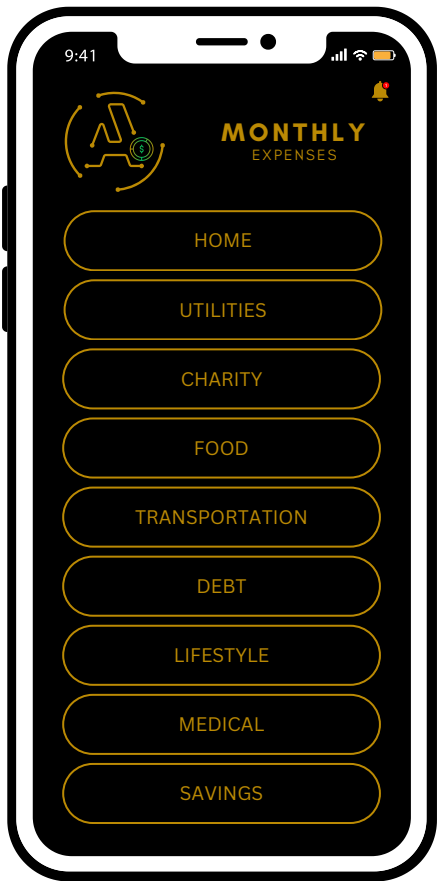 9:41
MONTHLY
EXPENSES
$
HOME
UTILITIES
CHARITY
FOOD
TRANSPORTATION
DEBT
LIFESTYLE
MEDICAL
SAVINGS